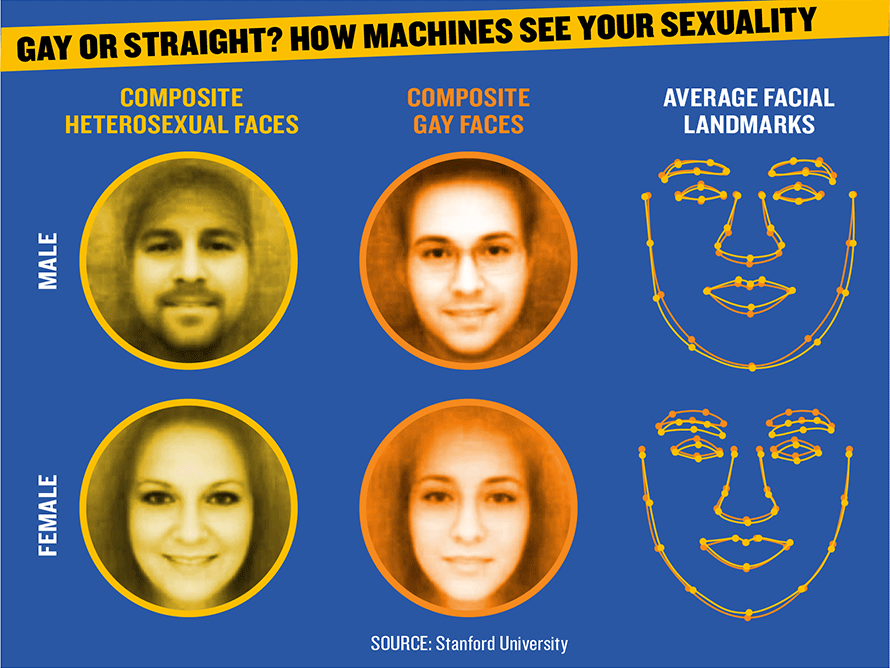 GAY OR STRAIGHT? HOW MACHINES SEE YOUR SEXUALITY
COMPOSITE
HETEROSEXUAL FACES
COMPOSITE
GAY FACES
AVERAGE FACIAL
LANDMARKS
MALE
FEMALE
SOURCE: Stanford University